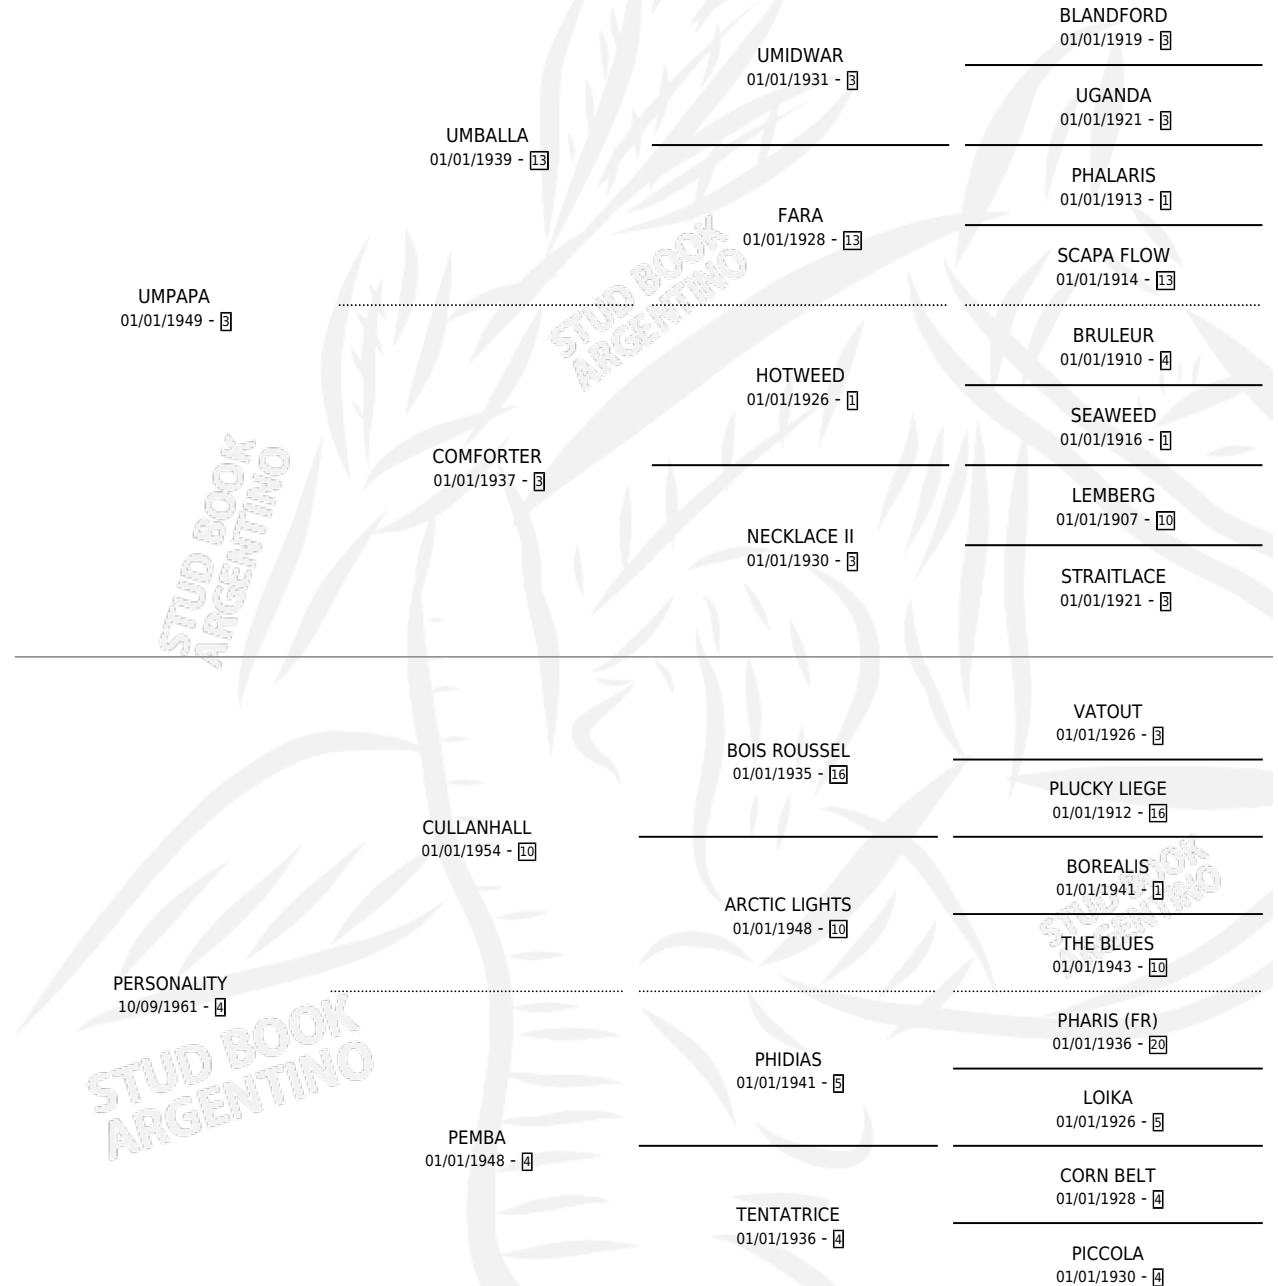 BLANDFORD
01/01/1919 - 3
UMIDWAR
01/01/1931 - 3
UGANDA
01/01/1921 - 3
UMBALLA
01/01/1939 - 13
PHALARIS
01/01/1913 - 1
FARA
01/01/1928 - 13
SCAPA FLOW
01/01/1914 - 13
UMPAPA
01/01/1949 - 3
BRULEUR
01/01/1910 - 4
HOTWEED
01/01/1926 - 1
SEAWEED
01/01/1916 - 1
COMFORTER
01/01/1937 - 3
LEMBERG
01/01/1907 - 10
NECKLACE II
01/01/1930 - 3
STRAITLACE
01/01/1921 - 3
VATOUT
01/01/1926 - 3
BOIS ROUSSEL
01/01/1935 - 16
PLUCKY LIEGE
01/01/1912 - 16
CULLANHALL
01/01/1954 - 10
BOREALIS
01/01/1941 - 1
ARCTIC LIGHTS
01/01/1948 - 10
THE BLUES
01/01/1943 - 10
PERSONALITY
10/09/1961 - 4
PHARIS (FR)
01/01/1936 - 20
PHIDIAS
01/01/1941 - 5
LOIKA
01/01/1926 - 5
PEMBA
01/01/1948 - 4
CORN BELT
01/01/1928 - 4
TENTATRICE
01/01/1936 - 4
PICCOLA
01/01/1930 - 4
STUD BOOK
ARGENTINO
STUD BOOK
ARGENTINO
STUD BOOK
ARGENTINO
STUD BOOK
ARGENTINO